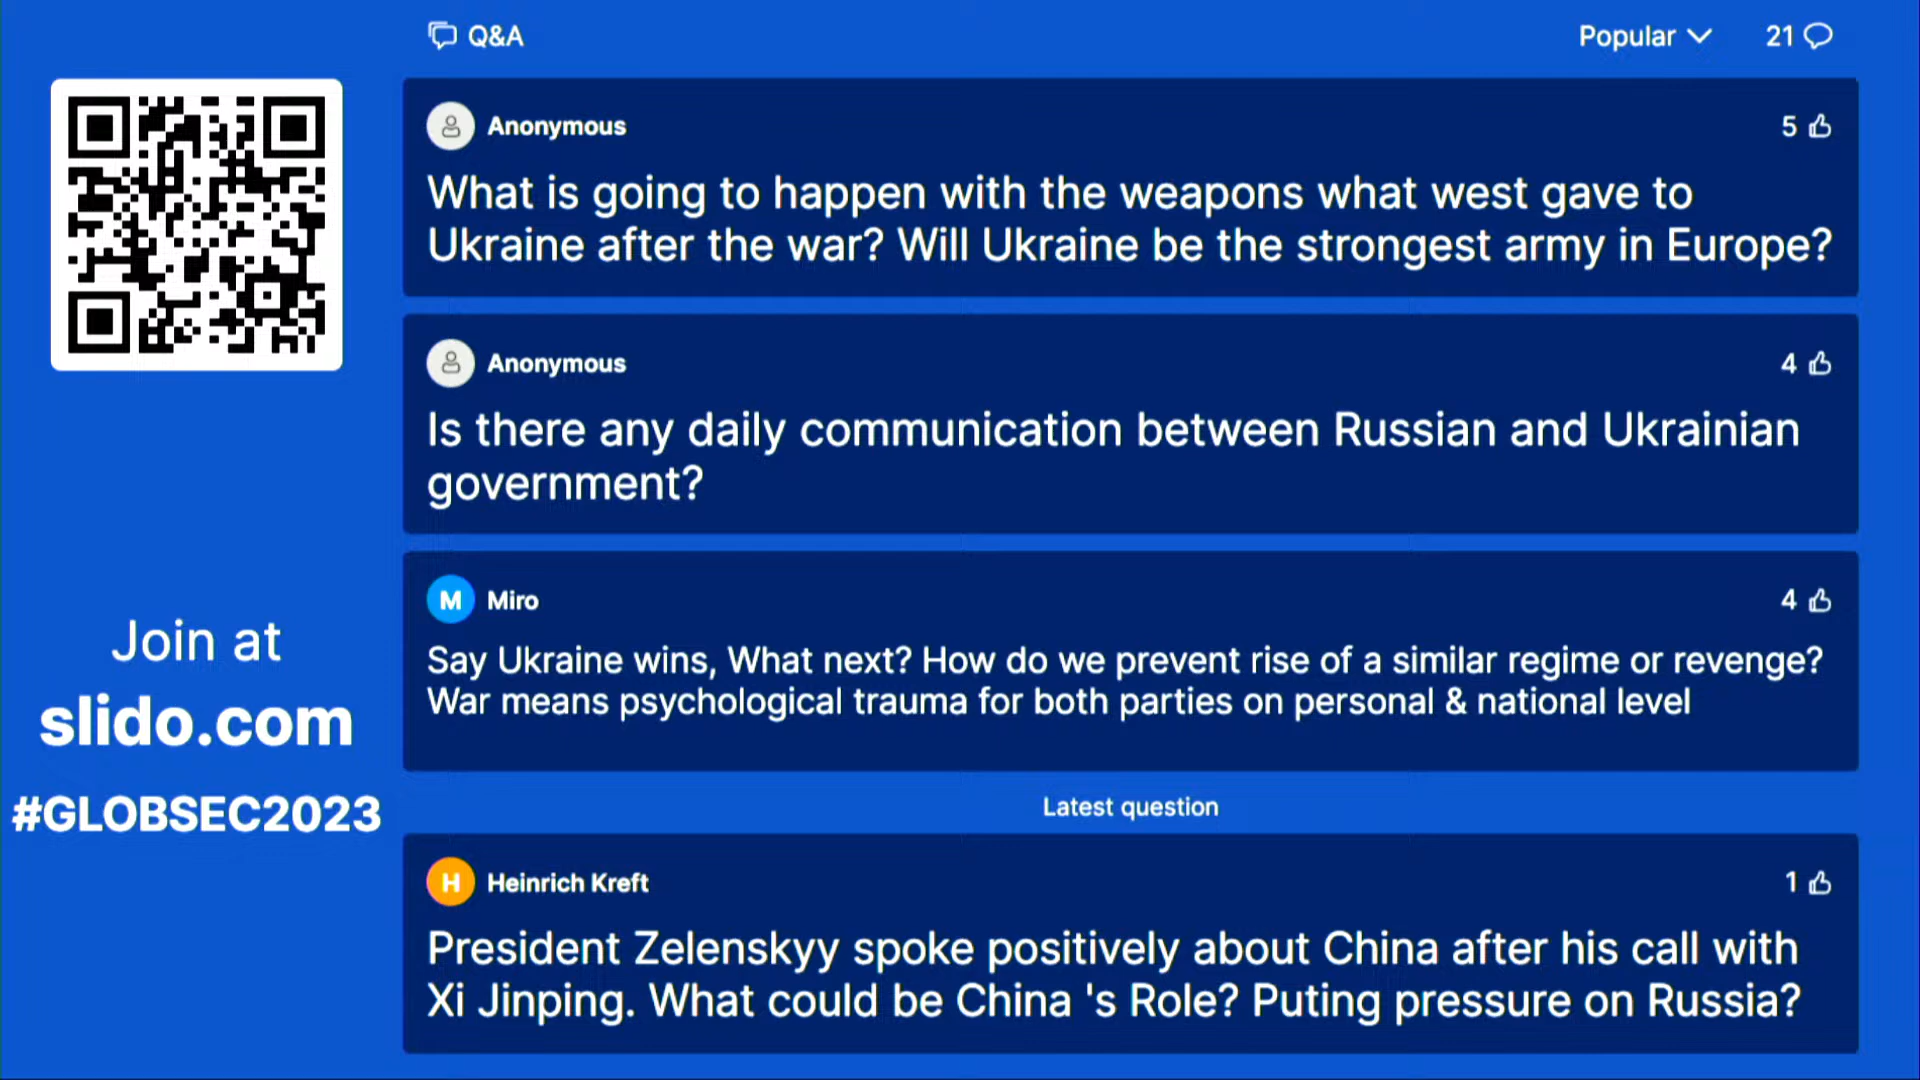 Q&A
Popular
21
Anonymous
5
What is going to happen with the weapons what west gave to
Ukraine after the war? Will Ukraine be the strongest army in Europe?
Anonymous
4
Is there any daily communication between Russian and Ukrainian
government?
M Miro
4
Say Ukraine wins, What next? How do we prevent rise of a similar regime or revenge?
War means psychological trauma for both parties on personal & national level
Join at
slido.com
#GLOBSEC2023
Latest question
H Heinrich Kreft
1
President Zelenskyy spoke positively about China after his call with
Xi Jinping. What could be China 's Role? Puting pressure on Russia?